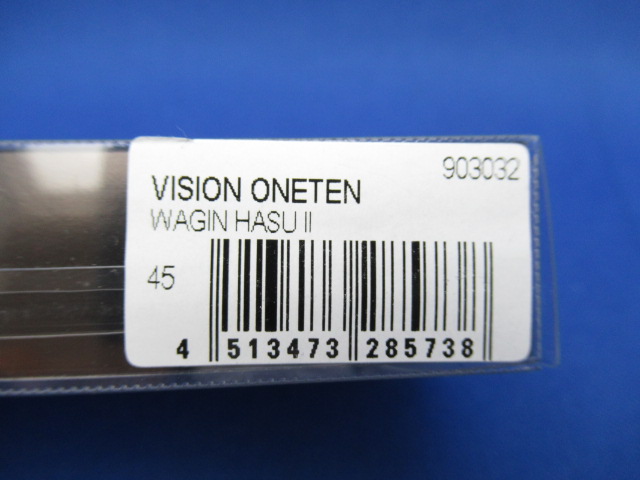 903032
VISION ONETEN
WAGIN HASU II
45
4 513473 285738